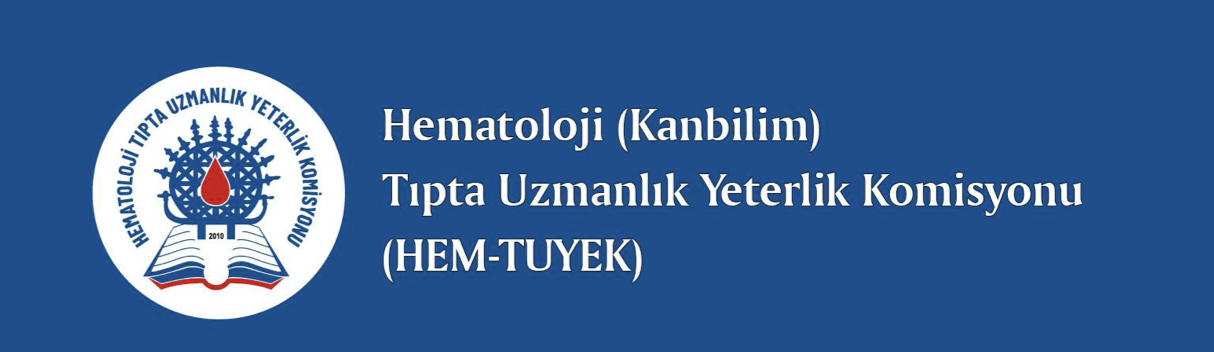 HEMATOLOJİ TIPTA UZMANLIK YETERLİK KOMİSYONU
2010
Hematoloji (Kanbilim)
Tıpta Uzmanlık Yeterlik Komisyonu
(HEM-TUYEK)